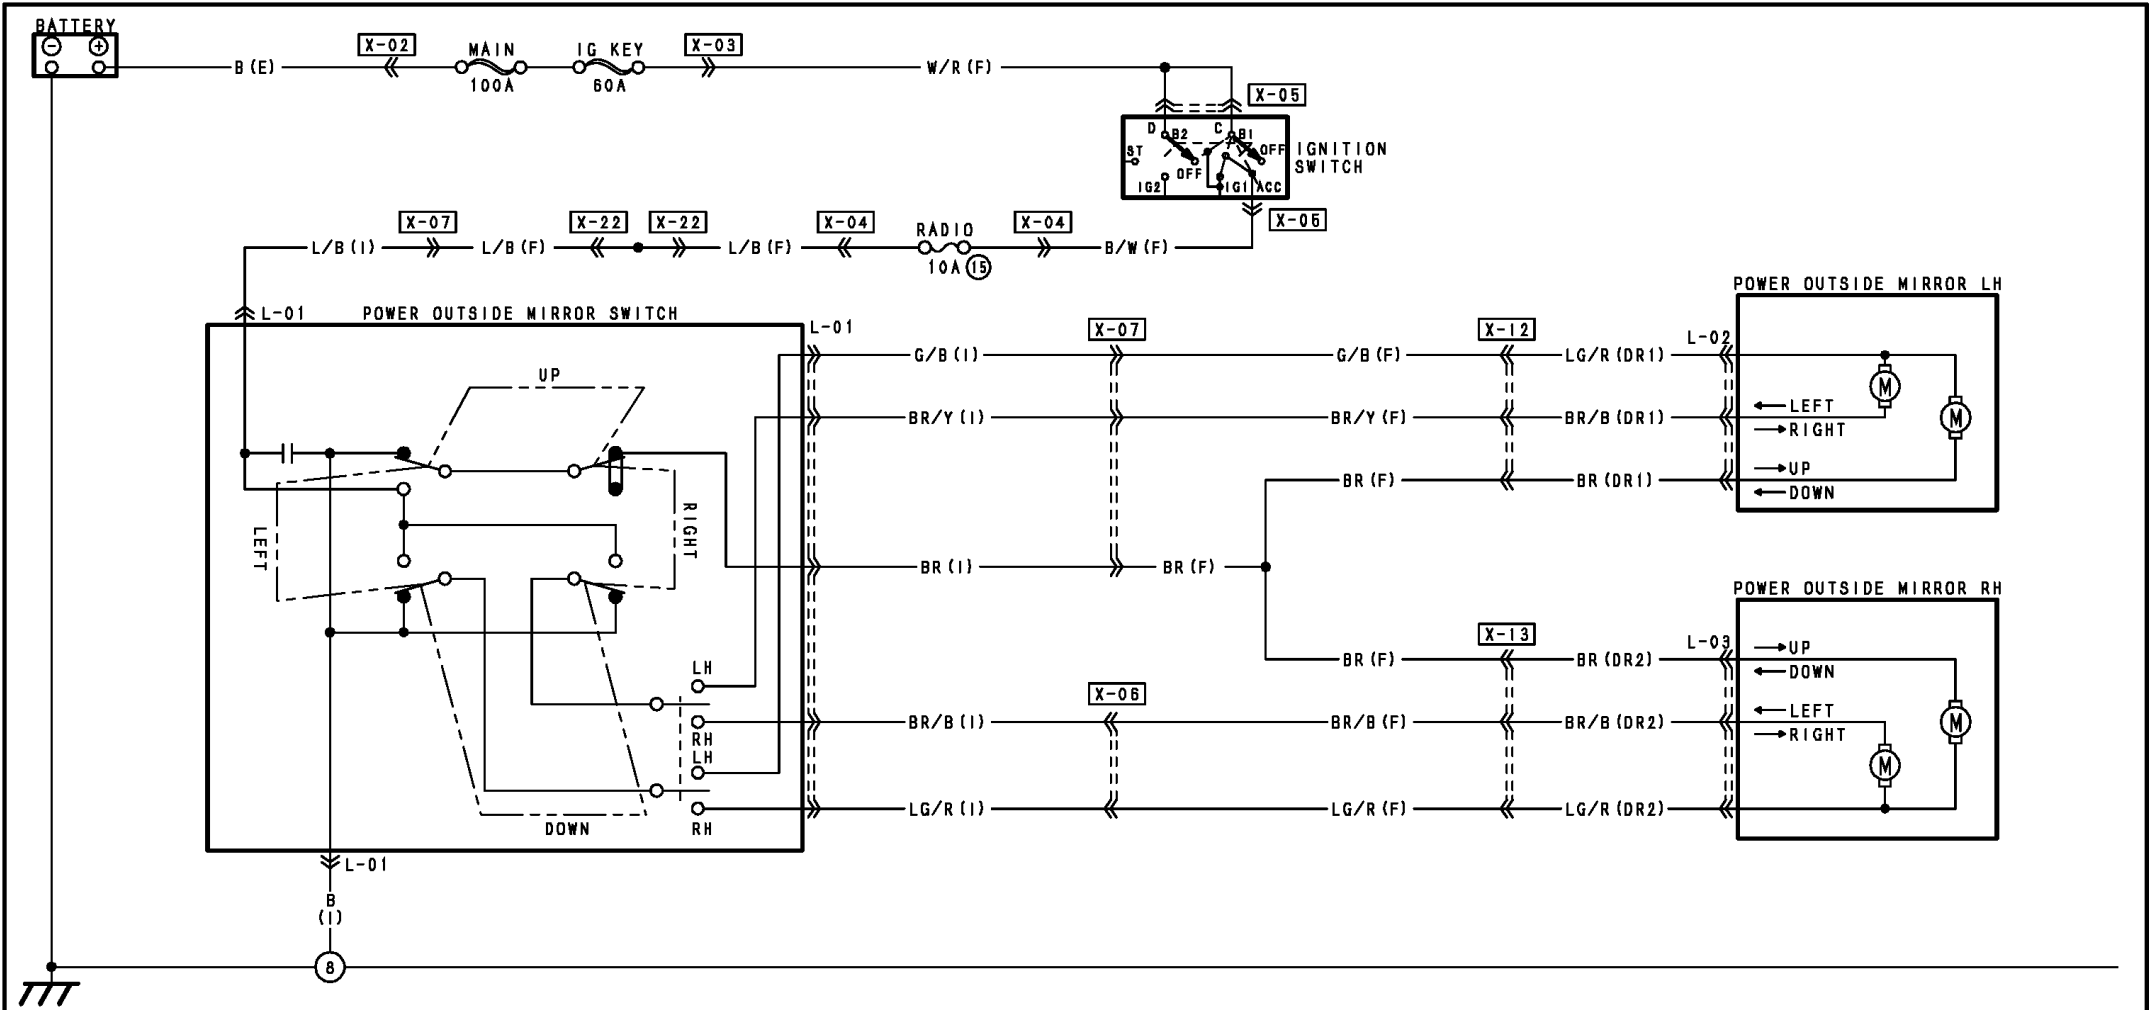 BATTERY
− +
B(E)
X-02
MAIN
100A
IG KEY
60A
X-03
W/R(F)
X-05
D B2 C B1
ST OFF
OFF
IG2 IG1 ACC
IGNITION
SWITCH
X-05
X-07
X-22
X-22
X-04
RADIO
X-04
L/B(I)
L/B(F)
L/B(F)
10A 15
B/W(F)
L-01
POWER OUTSIDE MIRROR SWITCH
L-01
UP
LEFT
RIGHT
DOWN
LH
RH
LH
RH
L-01
B
(I)
8
X-07
X-12
L-02
POWER OUTSIDE MIRROR LH
G/B(I)
G/B(F)
LG/R(DR1)
M
BR/Y(I)
BR/Y(F)
BR/B(DR1)
LEFT
RIGHT
M
BR(F)
BR(DR1)
UP
DOWN
BR(I)
BR(F)
POWER OUTSIDE MIRROR RH
X-13
L-03
BR(F)
BR(DR2)
UP
DOWN
X-06
BR/B(I)
BR/B(F)
BR/B(DR2)
LEFT
RIGHT
M
M
LG/R(I)
LG/R(F)
LG/R(DR2)